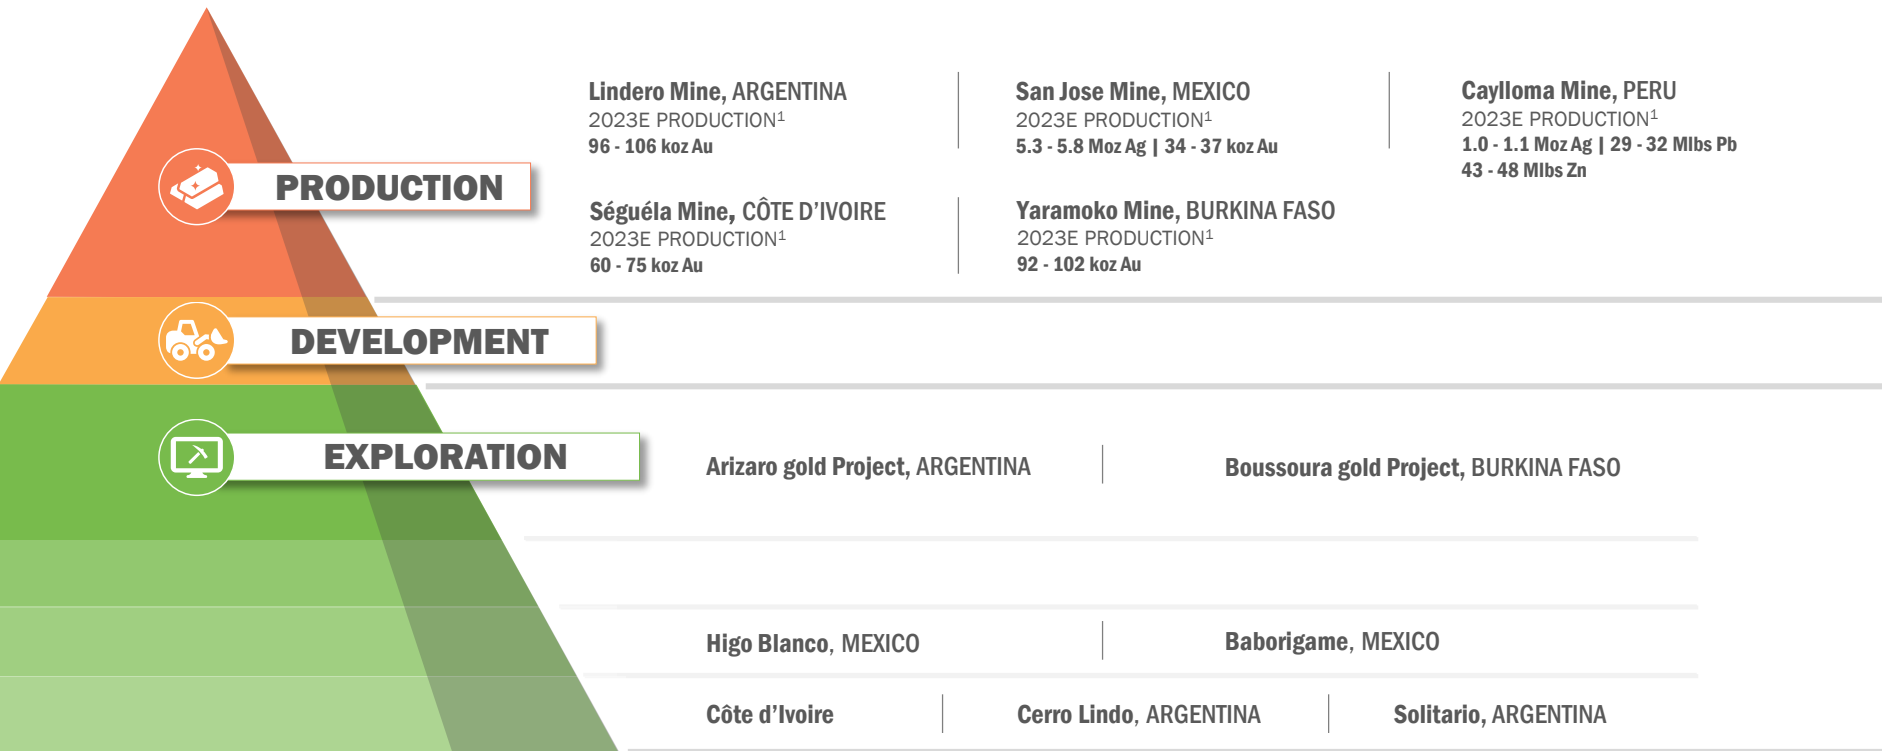 Lindero Mine, ARGENTINA
2023E PRODUCTION¹
96 - 106 koz Au
San Jose Mine, MEXICO
2023E PRODUCTION¹
5.3 - 5.8 Moz Ag | 34 - 37 koz Au
Caylloma Mine, PERU
2023E PRODUCTION¹
1.0 - 1.1 Moz Ag | 29 - 32 Mlbs Pb
43 - 48 Mlbs Zn
PRODUCTION
Séguéla Mine, CÔTE D’IVOIRE
2023E PRODUCTION¹
60 - 75 koz Au
Yaramoko Mine, BURKINA FASO
2023E PRODUCTION¹
92 - 102 koz Au
DEVELOPMENT
EXPLORATION
Arizaro gold Project, ARGENTINA
Boussoura gold Project, BURKINA FASO
Higo Blanco, MEXICO
Baborigame, MEXICO
Côte d’Ivoire
Cerro Lindo, ARGENTINA
Solitario, ARGENTINA